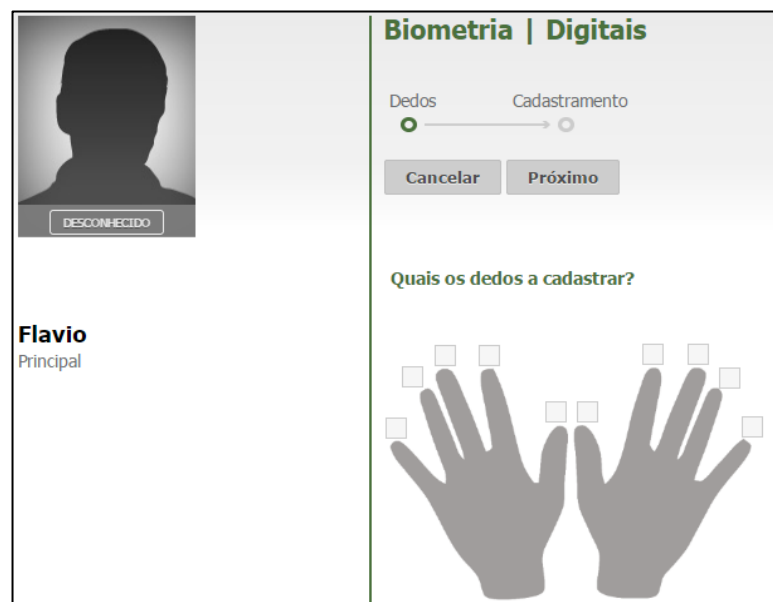 DESCONHECIDO
Flavio
Principal
Biometria | Digitais
Dedos Cadastramento
Cancelar Próximo
Quais os dedos a cadastrar?